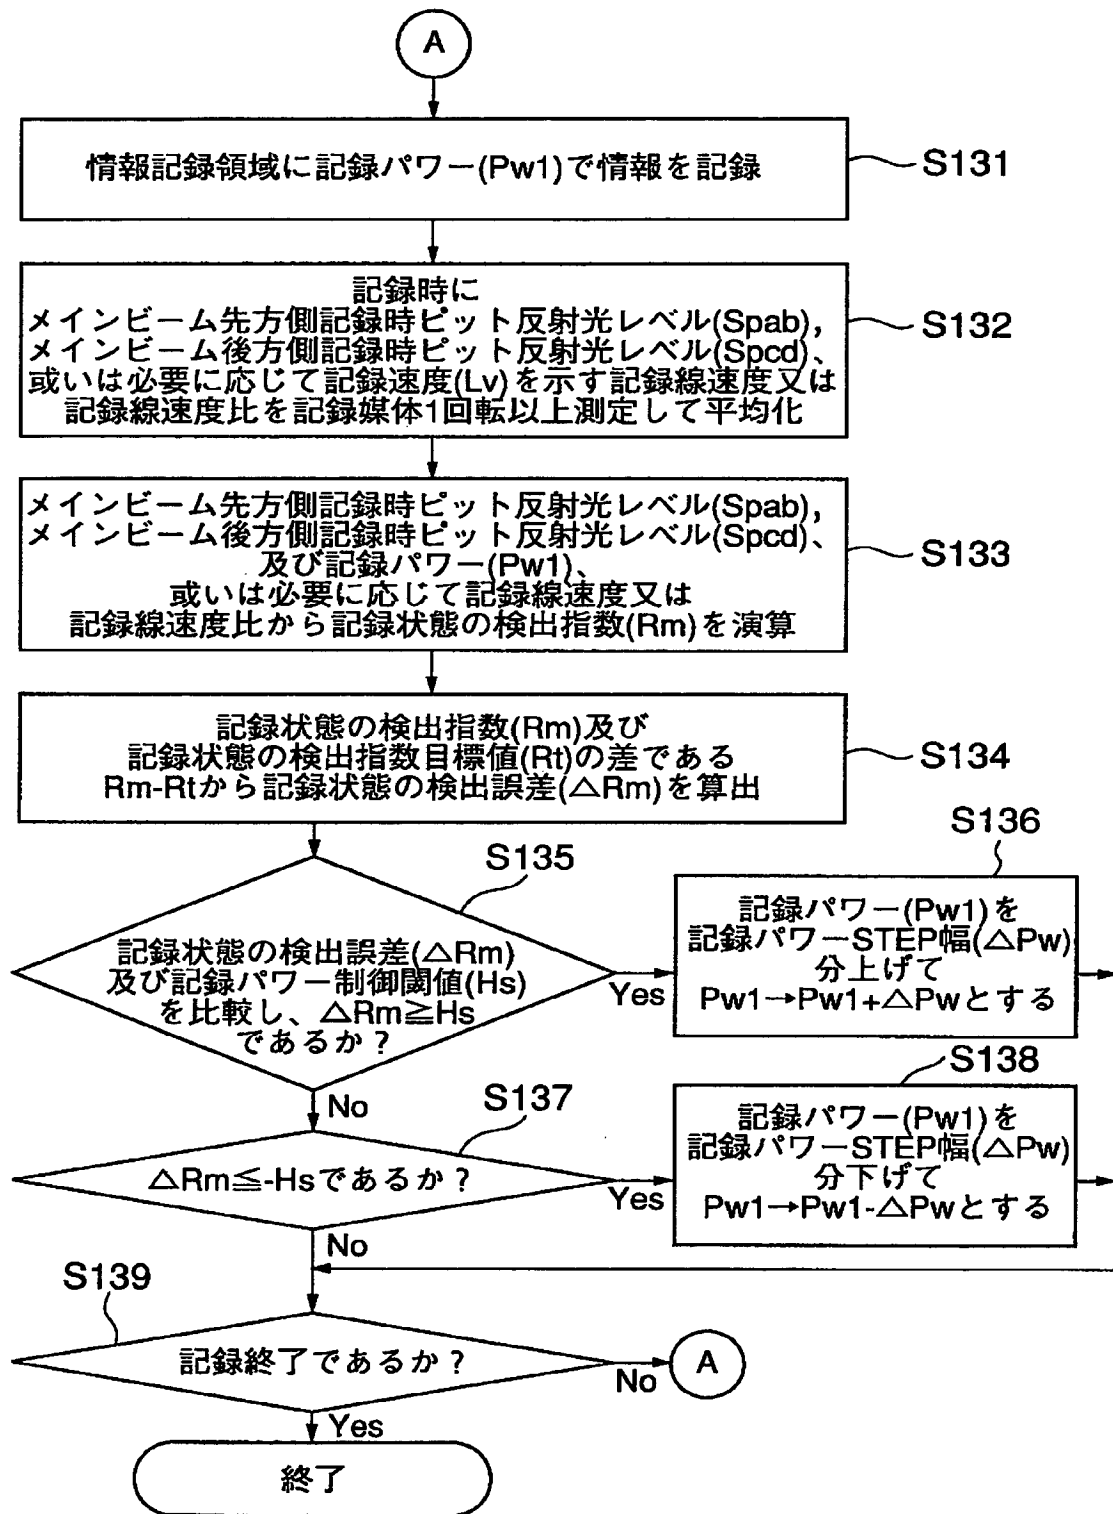 A
情報記録領域に記録パワー(Pw1)で情報を記録
S131
記録時に
メインビーム先方側記録時ピット反射光レベル(Spab),
メインビーム後方側記録時ピット反射光レベル(Spcd)、
或いは必要に応じて記録速度(Lv)を示す記録線速度又は
記録線速度比を記録媒体1回転以上測定して平均化
S132
メインビーム先方側記録時ピット反射光レベル(Spab),
メインビーム後方側記録時ピット反射光レベル(Spcd)、
及び記録パワー(Pw1)、
或いは必要に応じて記録線速度又は
記録線速度比から記録状態の検出指数(Rm)を演算
S133
記録状態の検出指数(Rm)及び
記録状態の検出指数目標値(Rt)の差である
Rm-Rtから記録状態の検出誤差(△Rm)を算出
S134
S135
記録状態の検出誤差(△Rm)
及び記録パワー制御閾値(Hs)
を比較し、△Rm≧Hs
であるか？
Yes
S136
記録パワー(Pw1)を
記録パワーSTEP幅(△Pw)
分上げて
Pw1→Pw1+△Pwとする
No
S137
△Rm≦-Hsであるか？
Yes
S138
記録パワー(Pw1)を
記録パワーSTEP幅(△Pw)
分下げて
Pw1→Pw1-△Pwとする
No
S139
記録終了であるか？
No
A
Yes
終了